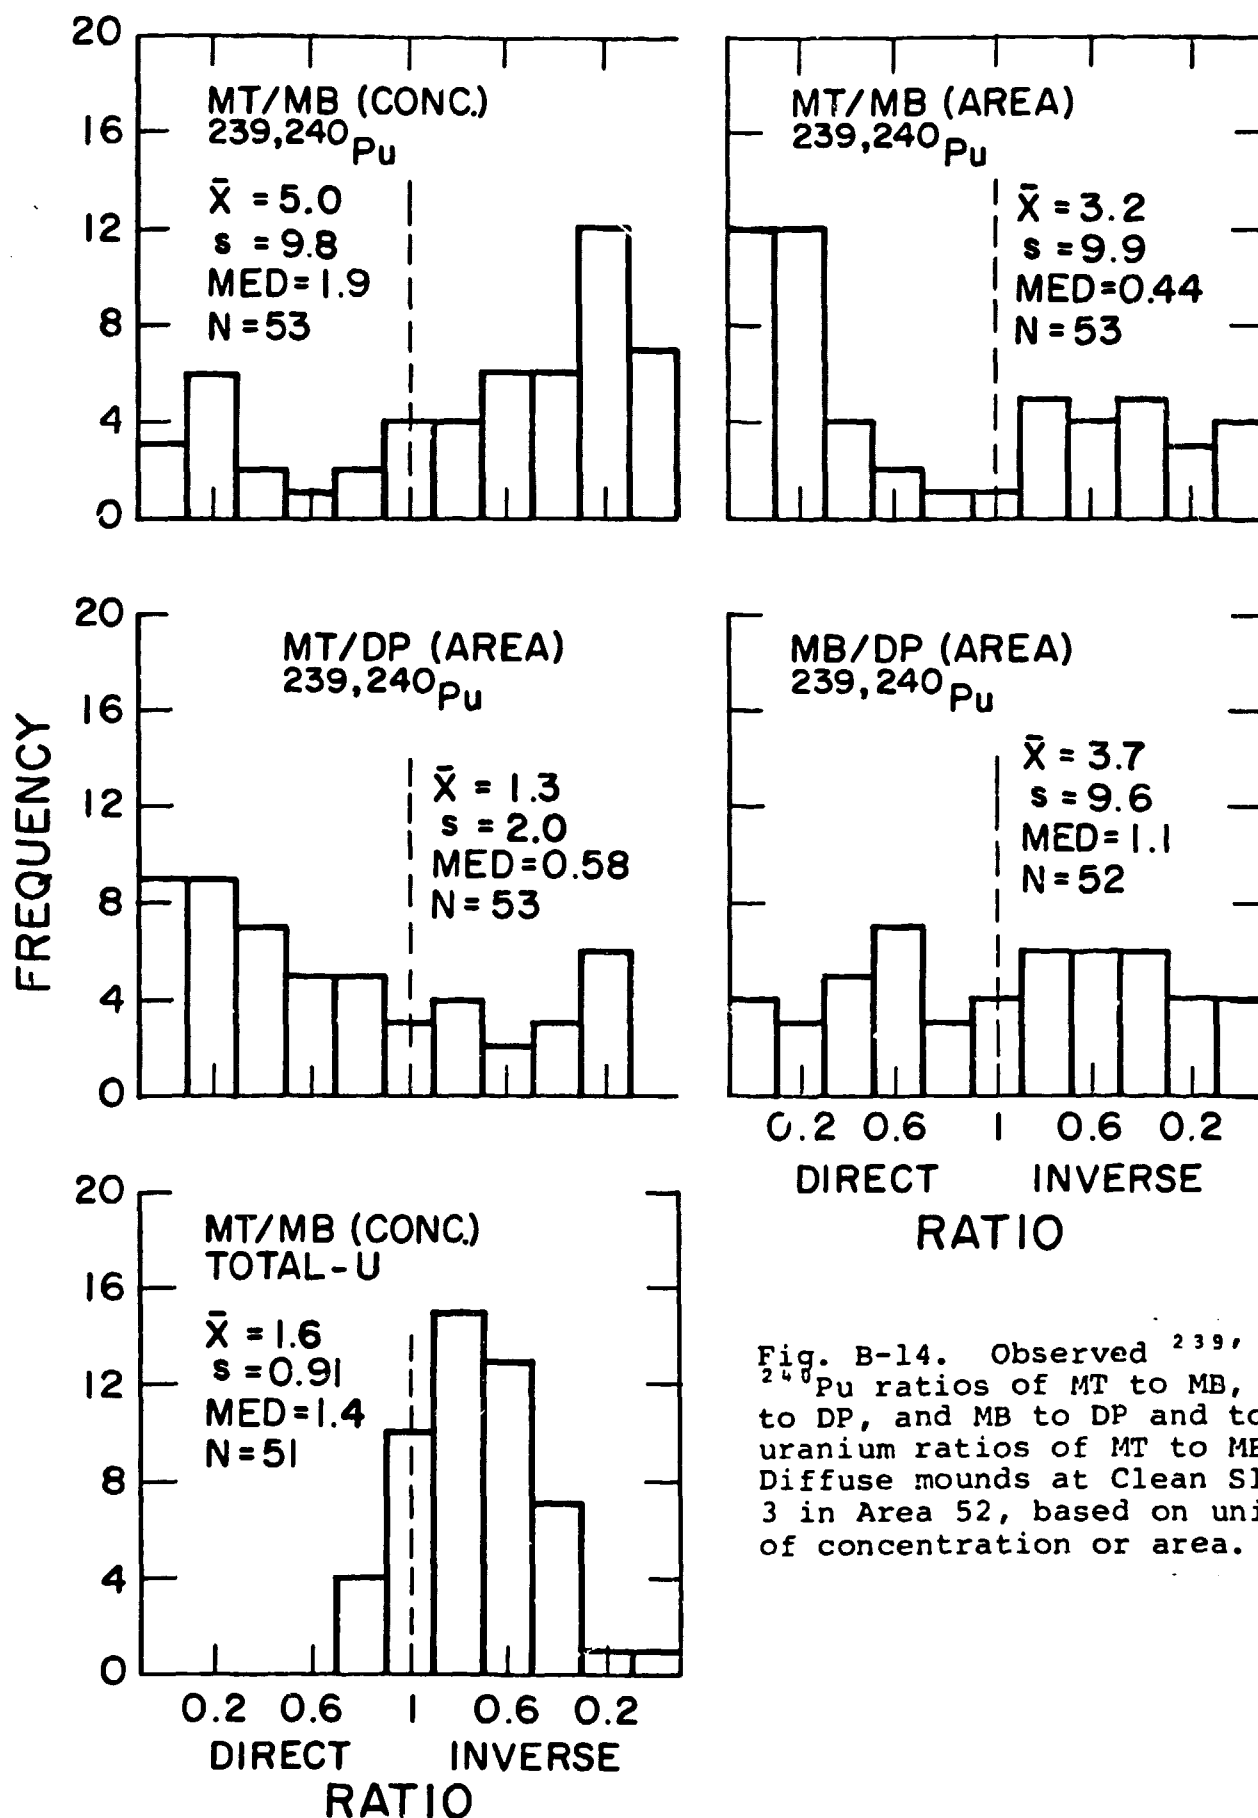 20
16
12
8
4
0
MT/MB (CONC.)
239,240Pu
X̄ = 5.0
s = 9.8
MED=1.9
N=53
MT/MB (AREA)
239,240Pu
X̄ = 3.2
s = 9.9
MED=0.44
N=53
FREQUENCY
20
16
12
8
4
0
MT/DP (AREA)
239,240Pu
X̄ = 1.3
s = 2.0
MED=0.58
N=53
MB/DP (AREA)
239,240Pu
X̄ = 3.7
s = 9.6
MED=1.1
N=52
0.2 0.6 1 0.6 0.2
DIRECT INVERSE
RATIO
20
16
12
8
4
0
MT/MB (CONC.)
TOTAL-U
X̄ = 1.6
s = 0.91
MED=1.4
N=51
0.2 0.6 1 0.6 0.2
DIRECT INVERSE
RATIO
Fig. B-14. Observed 239,
240Pu ratios of MT to MB,
to DP, and MB to DP and to
uranium ratios of MT to MB
Diffuse mounds at Clean Sl
3 in Area 52, based on uni
of concentration or area.